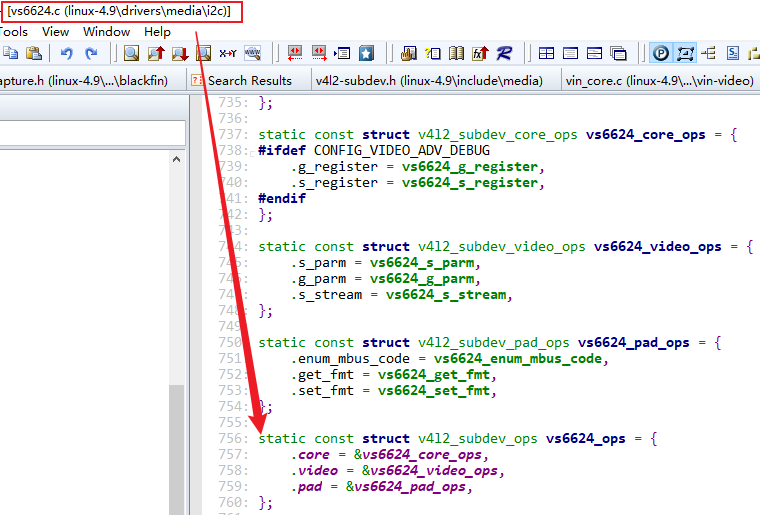 [vs6624.c (linux-4.9\drivers\media\i2c)]
Tools View Window Help
apture.h (linux-4.9\...\blackfin) Search Results v4l2-subdev.h (linux-4.9\include\media) vin_core.c (linux-4.9\...\vin-video)
735: };
736:
737: static const struct v4l2_subdev_core_ops vs6624_core_ops = {
738: #ifdef CONFIG_VIDEO_ADV_DEBUG
739: .g_register = vs6624_g_register,
740: .s_register = vs6624_s_register,
741: #endif
742: };
743:
744: static const struct v4l2_subdev_video_ops vs6624_video_ops = {
745: .s_parm = vs6624_s_parm,
746: .g_parm = vs6624_g_parm,
747: .s_stream = vs6624_s_stream,
748: };
749:
750: static const struct v4l2_subdev_pad_ops vs6624_pad_ops = {
751: .enum_mbus_code = vs6624_enum_mbus_code,
752: .get_fmt = vs6624_get_fmt,
753: .set_fmt = vs6624_set_fmt,
754: };
755:
756: static const struct v4l2_subdev_ops vs6624_ops = {
757: .core = &vs6624_core_ops,
758: .video = &vs6624_video_ops,
759: .pad = &vs6624_pad_ops,
760: };